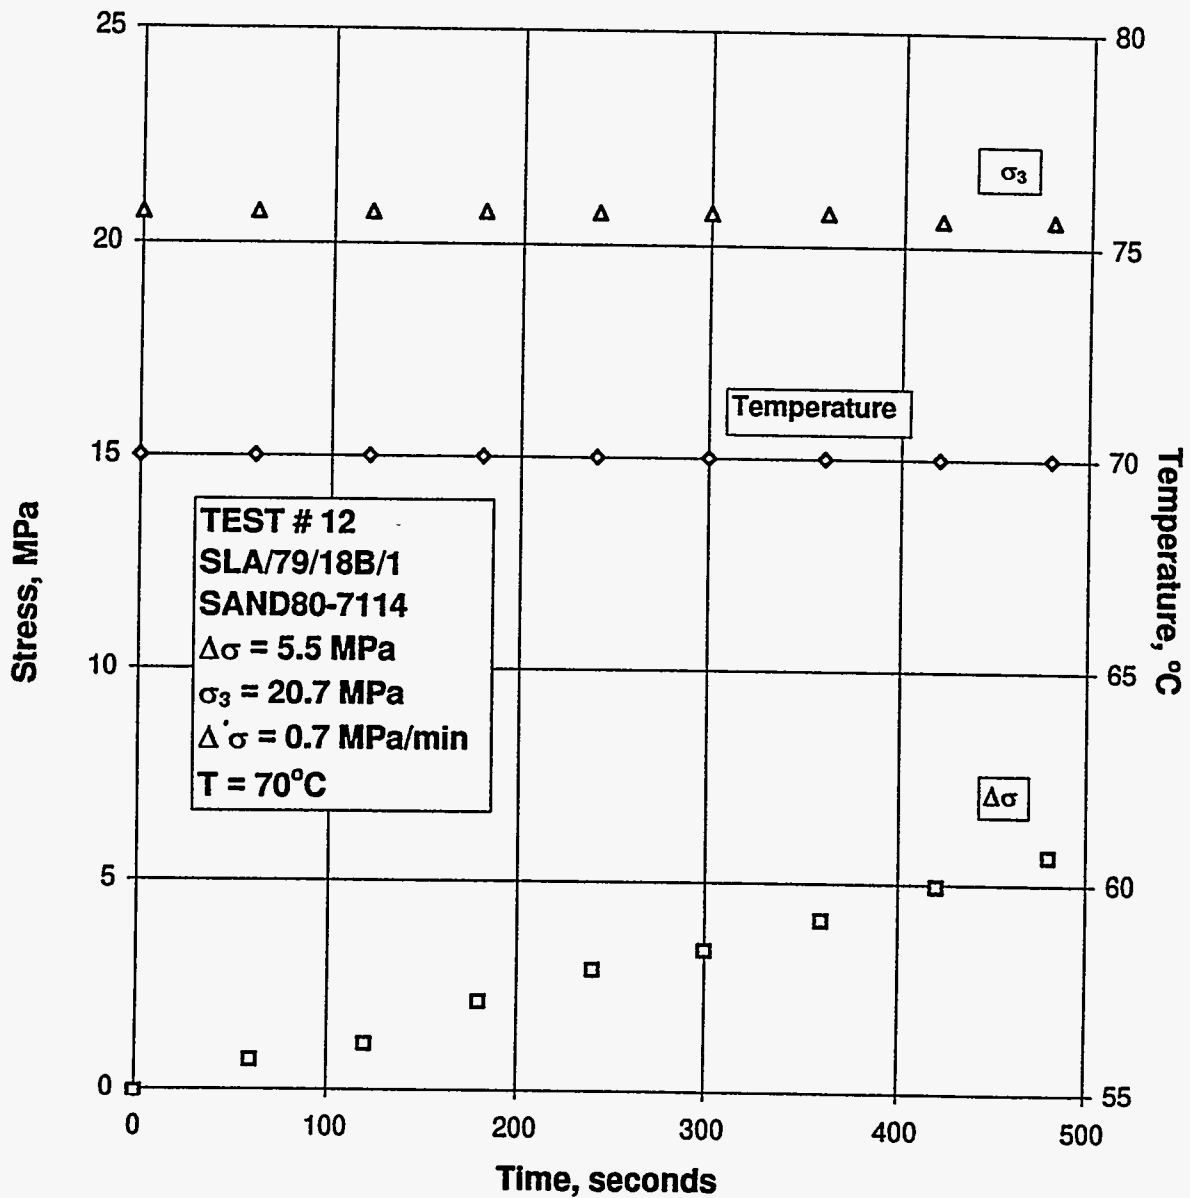 25
20
15
10
5
0
Stress, MPa
80
75
70
65
60
55
Temperature, °C
σ₃
Temperature
TEST # 12
SLA/79/18B/1
SAND80-7114
Δσ = 5.5 MPa
σ₃ = 20.7 MPa
Δ˙σ = 0.7 MPa/min
T = 70°C
Δσ
0 100 200 300 400 500
Time, seconds